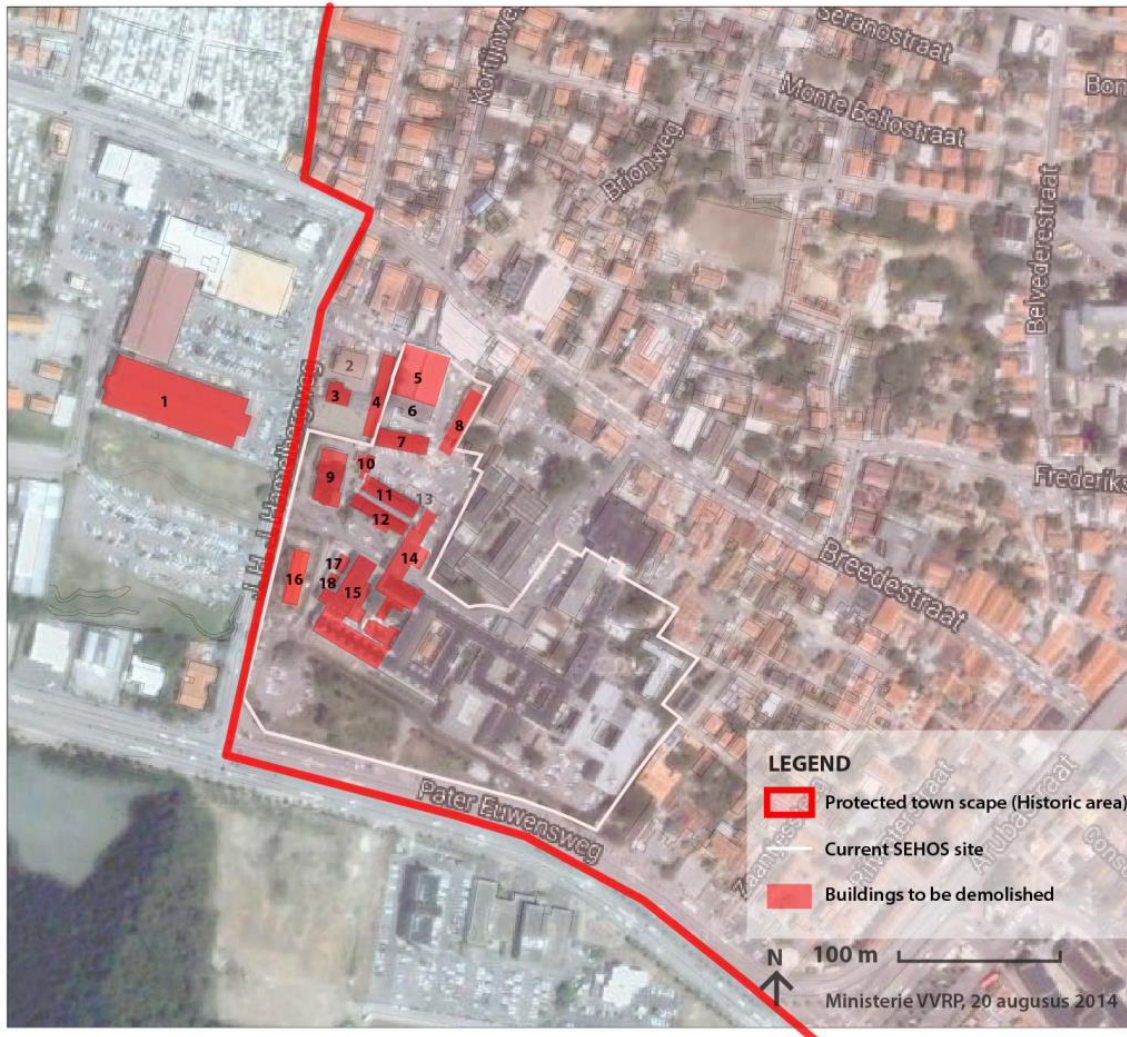 Seranostraat
Kortijnweg
Monte Bellostraat
Bon
Brionweg
Belvederestraat
J. H. J. Hamelbergweg
2
5
3
4
6
1
8
7
10
9
11
13
12
14
17
16
18
15
Frederiks
Breedestraat
Pater Euwensweg
LEGEND
Protected town scape (Historic area)
Current SEHOS site
Buildings to be demolished
N
100 m
Ministerie VVRP, 20 augusus 2014